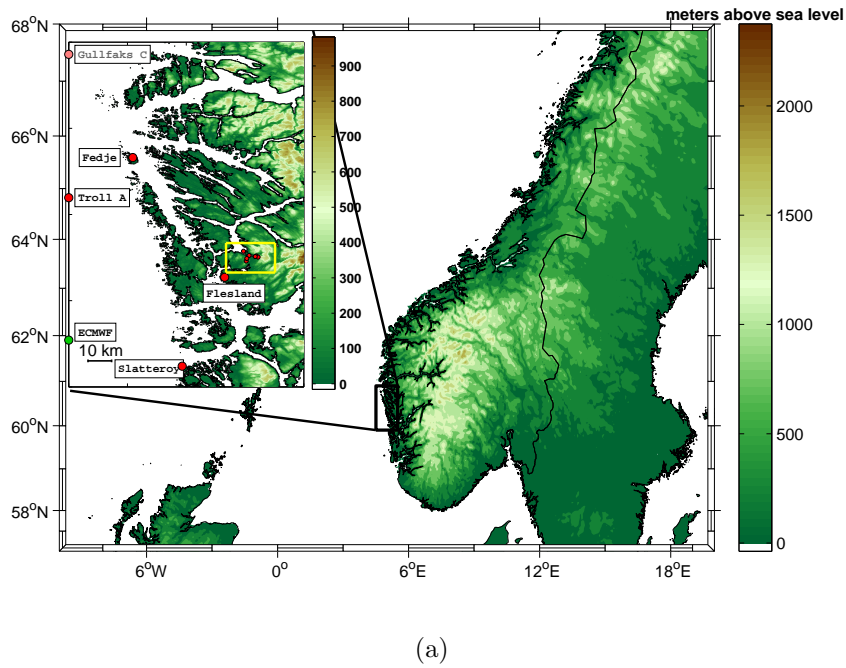 meters above sea level
68°N
66°N
64°N
62°N
60°N
58°N
6°W
0°
6°E
12°E
18°E
Gullfaks C
Fedje
Troll A
Flesland
ECMWF
10 km
Slatteroy
900
800
700
600
500
400
300
200
100
0
2000
1500
1000
500
0
(a)